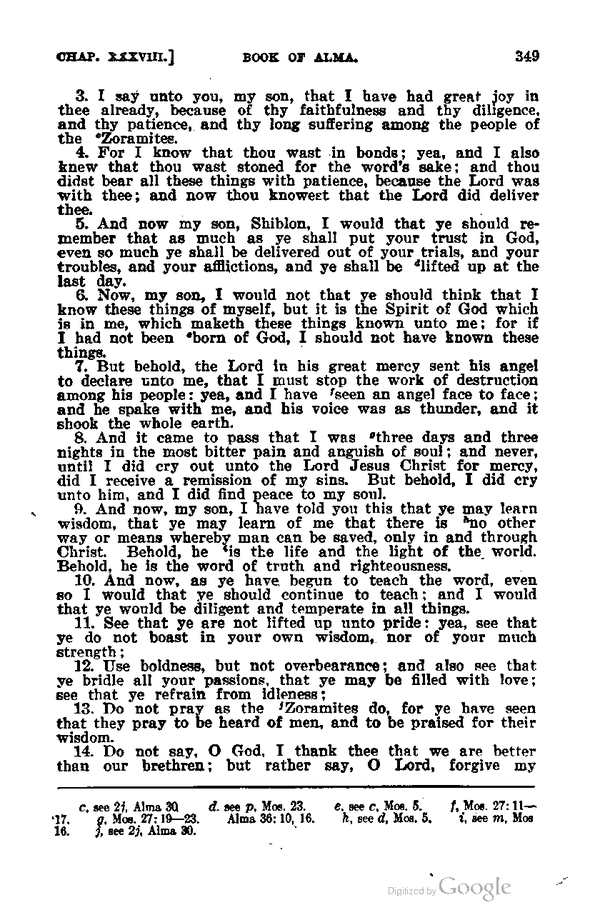 CHAP. XXXVIII.] BOOK OF ALMA. 349
3. I say unto you, my son, that I have had great joy in
thee already, because of thy faithfulness and thy diligence,
and thy patience, and thy long suffering among the people of
the ᶜZoramites.
4. For I know that thou wast in bonds; yea, and I also
knew that thou wast stoned for the word's sake; and thou
didst bear all these things with patience, because the Lord was
with thee; and now thou knowest that the Lord did deliver
thee.
5. And now my son, Shiblon, I would that ye should re-
member that as much as ye shall put your trust in God,
even so much ye shall be delivered out of your trials, and your
troubles, and your afflictions, and ye shall be ᵈlifted up at the
last day.
6. Now, my son, I would not that ye should think that I
know these things of myself, but it is the Spirit of God which
is in me, which maketh these things known unto me; for if
I had not been ᵉborn of God, I should not have known these
things.
7. But behold, the Lord in his great mercy sent his angel
to declare unto me, that I must stop the work of destruction
among his people: yea, and I have ᶠseen an angel face to face;
and he spake with me, and his voice was as thunder, and it
shook the whole earth.
8. And it came to pass that I was ᵍthree days and three
nights in the most bitter pain and anguish of soul; and never,
until I did cry out unto the Lord Jesus Christ for mercy,
did I receive a remission of my sins. But behold, I did cry
unto him, and I did find peace to my soul.
9. And now, my son, I have told you this that ye may learn
wisdom, that ye may learn of me that there is ʰno other
way or means whereby man can be saved, only in and through
Christ. Behold, he ⁱis the life and the light of the world.
Behold, he is the word of truth and righteousness.
10. And now, as ye have begun to teach the word, even
so I would that ye should continue to teach; and I would
that ye would be diligent and temperate in all things.
11. See that ye are not lifted up unto pride: yea, see that
ye do not boast in your own wisdom, nor of your much
strength;
12. Use boldness, but not overbearance; and also see that
ye bridle all your passions, that ye may be filled with love;
see that ye refrain from idleness;
13. Do not pray as the ʲZoramites do, for ye have seen
that they pray to be heard of men, and to be praised for their
wisdom.
14. Do not say, O God, I thank thee that we are better
than our brethren; but rather say, O Lord, forgive my
c, see 2j, Alma 30. d. see p, Mos. 23. e, see c, Mos. 5. f, Mos. 27: 11—
17. g, Mos. 27: 19—23. Alma 36: 10, 16. h, see d, Mos. 5. i, see m, Mos
16. j, see 2j, Alma 30.
Digitized by Google